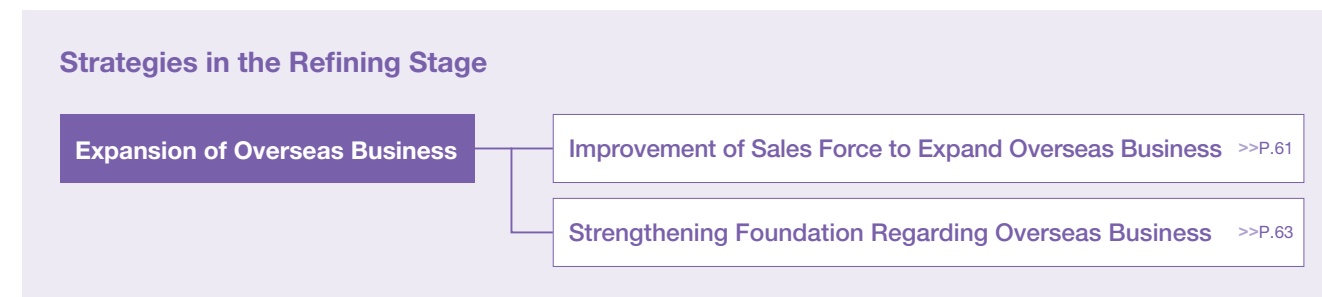 Strategies in the Refining Stage
Expansion of Overseas Business
Improvement of Sales Force to Expand Overseas Business >>P.61
Strengthening Foundation Regarding Overseas Business >>P.63